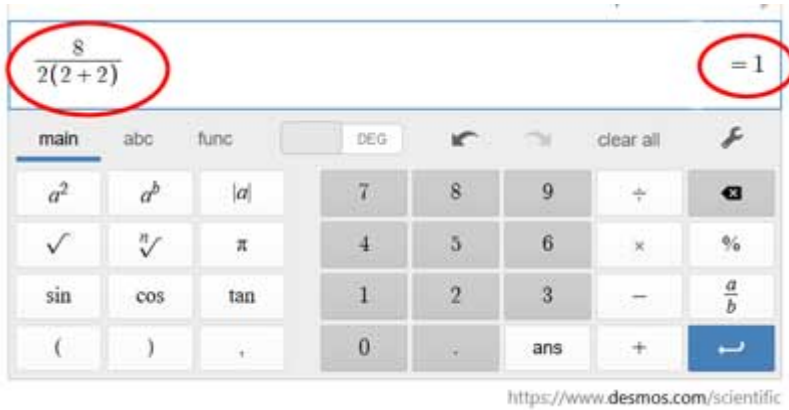 8
2(2 + 2)
= 1
main abc func DEG clear all
a² aᵇ |a| 7 8 9 ÷
√ ⁿ√ π 4 5 6 × %
sin cos tan 1 2 3 − a/b
( ) , 0 . ans +
https://www.desmos.com/scientific